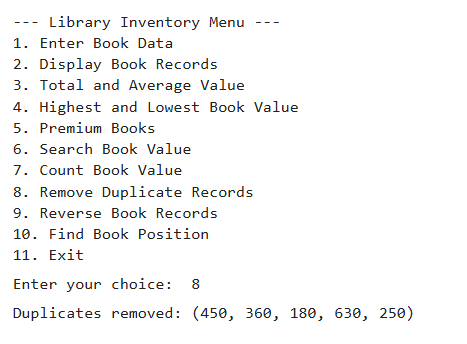 --- Library Inventory Menu ---
1. Enter Book Data
2. Display Book Records
3. Total and Average Value
4. Highest and Lowest Book Value
5. Premium Books
6. Search Book Value
7. Count Book Value
8. Remove Duplicate Records
9. Reverse Book Records
10. Find Book Position
11. Exit
Enter your choice:  8
Duplicates removed: (450, 360, 180, 630, 250)